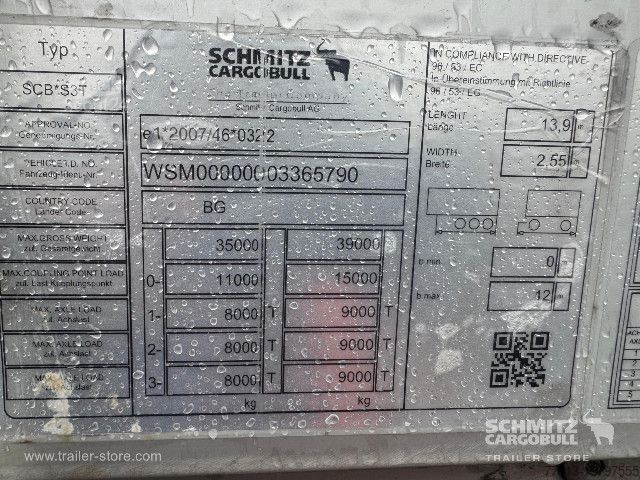 Typ
SCHMITZ
CARGOBULL
Schmitz Cargobull AG
IN COMPLIANCE WITH DIRECTIVE
96 / 53 / EC
in Übereinstimmung mit Richtlinie
96 / 53 / EG
SCB*S3T
LENGHT 13,9 m
Länge
APPROVAL-NO. e1*2007/46*0322
Genehmigungs-Nr.
WIDTH 2,55 m
Breite
VEHICLE I.D. NO. WSM00000003365790
Fahrzeug-Ident.-Nr.
COUNTRY CODE BG
Länder Code
MAX.GROSS WEIGHT 35000 39000
zul. Gesamtgewicht
MAX.COUPLING POINT LOAD 0- 11000 15000
zul. Last Kupplungspunkt
min 0 m
max 12 m
MAX. AXLE LOAD 1- 8000 T 9000 T
zul. Achslast
MAX. AXLE LOAD 2- 8000 T 9000 T
zul. Achslast
MAX. AXLE LOAD 3- 8000 T 9000 T
zul. Achslast
kg kg
SCHMITZ
CARGOBULL
TRAILER STORE
www.trailer-store.com